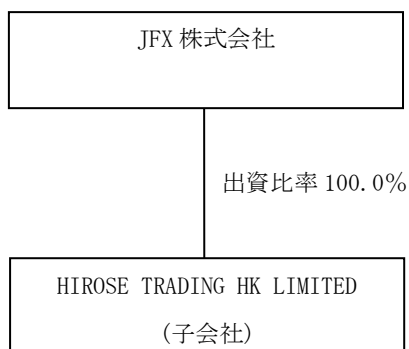 JFX 株式会社
出資比率 100.0％
HIROSE TRADING HK LIMITED
(子会社)